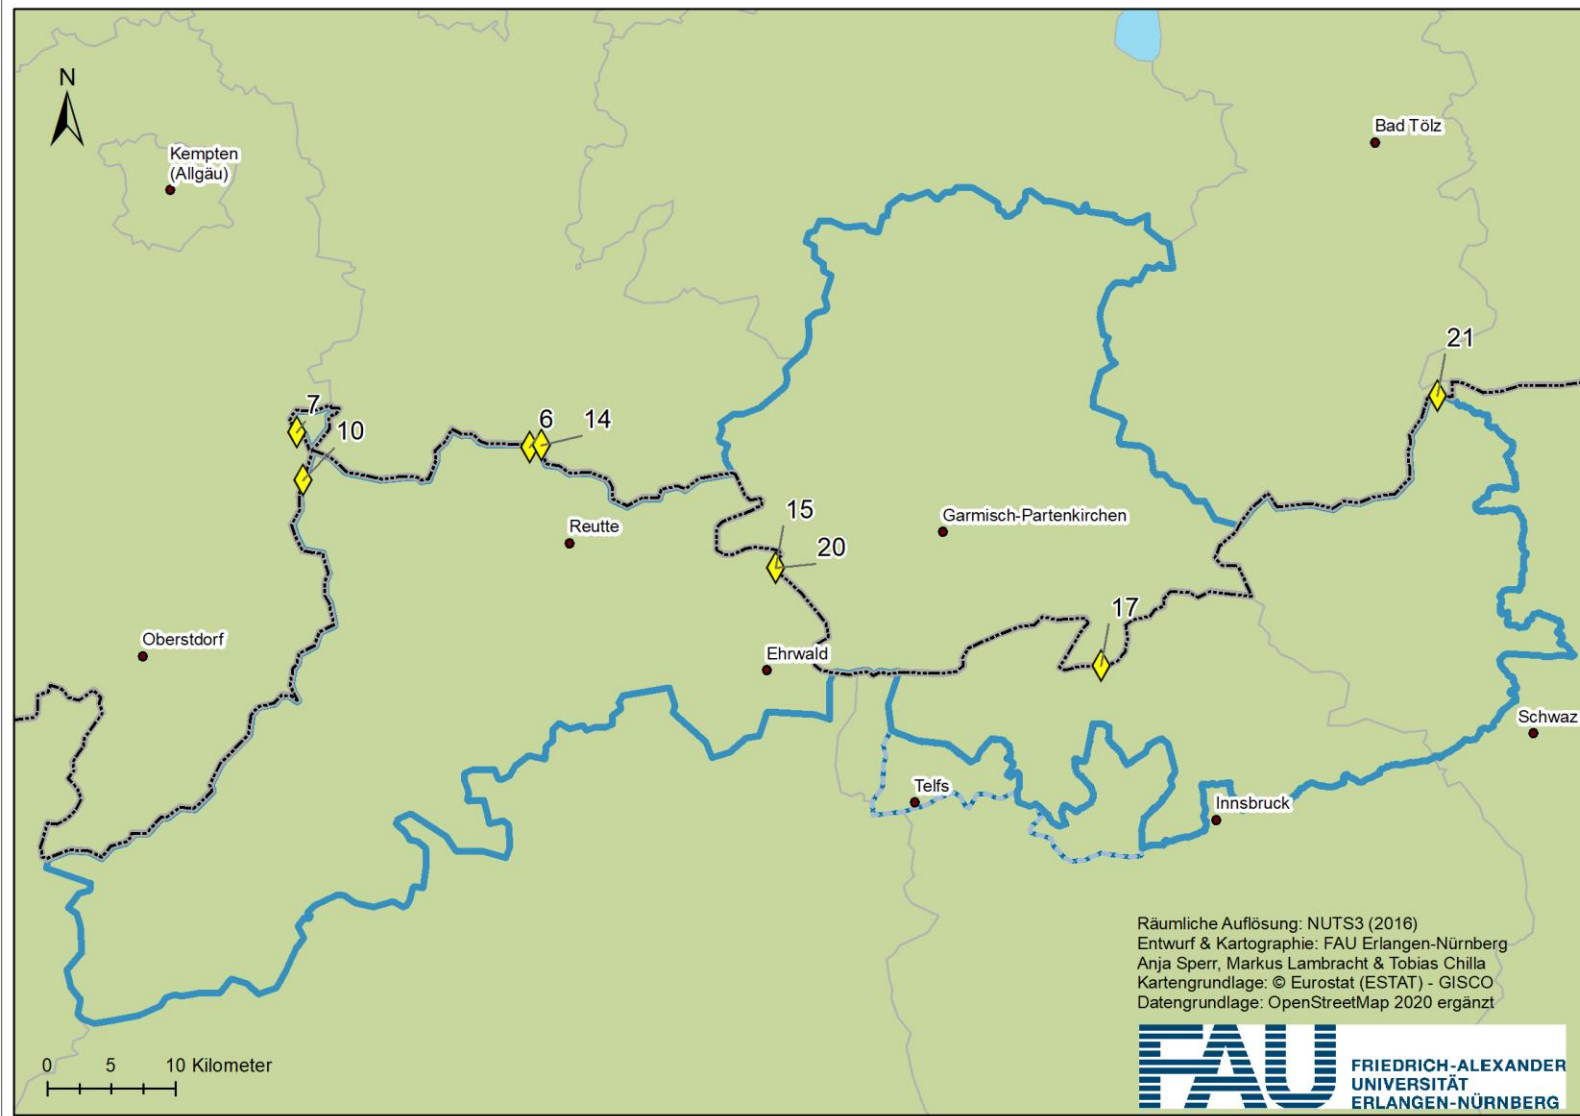 N
Bad Tölz
Kempten
(Allgäu)
21
7
10
6
14
15
20
Garmisch-Partenkirchen
Reutte
17
Oberstdorf
Ehrwald
Schwaz
Telfs
Innsbruck
Räumliche Auflösung: NUTS3 (2016)
Entwurf & Kartographie: FAU Erlangen-Nürnberg
Anja Sperr, Markus Lambracht & Tobias Chilla
Kartengrundlage: © Eurostat (ESTAT) - GISCO
Datengrundlage: OpenStreetMap 2020 ergänzt
0 5 10 Kilometer
FAU
FRIEDRICH-ALEXANDER
UNIVERSITÄT
ERLANGEN-NÜRNBERG